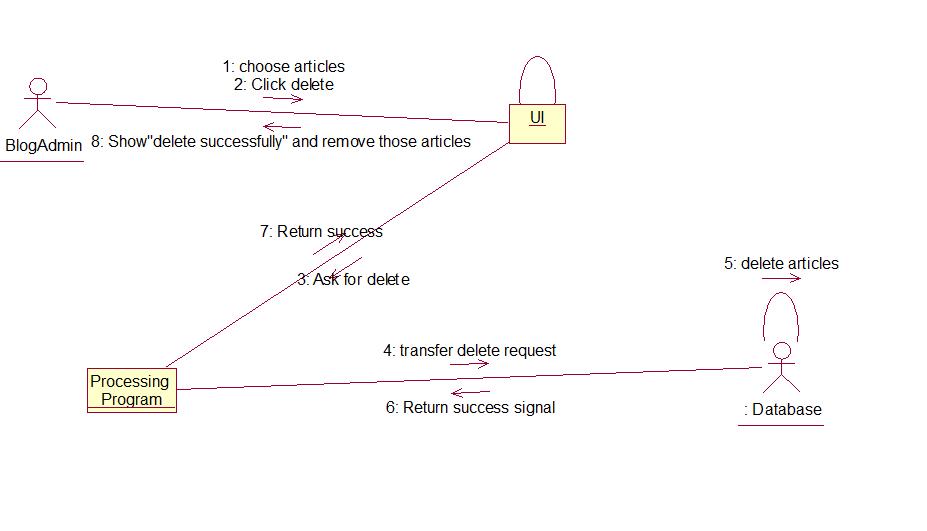 1: choose articles
2: Click delete
UI
BlogAdmin
8: Show"delete successfully" and remove those articles
7: Return success
3: Ask for delete
5: delete articles
4: transfer delete request
Processing
Program
6: Return success signal
: Database